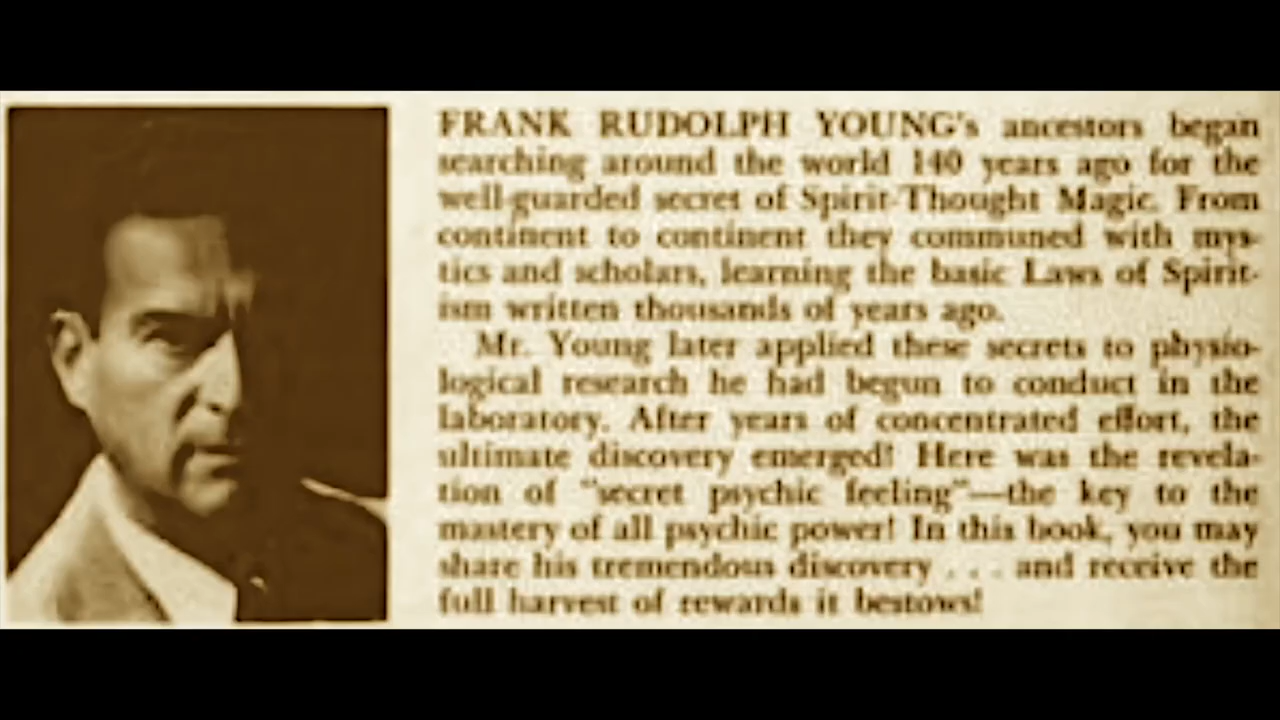 FRANK RUDOLPH YOUNG's ancestors began
searching around the world 140 years ago for the
well-guarded secret of Spirit-Thought Magic. From
continent to continent they communed with mys-
tics and scholars, learning the basic Laws of Spirit-
ism written thousands of years ago.
Mr. Young later applied these secrets to physio-
logical research he had begun to conduct in the
laboratory. After years of concentrated effort, the
ultimate discovery emerged! Here was the revela-
tion of "secret psychic feeling"—the key to the
mastery of all psychic power! In this book, you may
share his tremendous discovery . . . and receive the
full harvest of rewards it bestows!